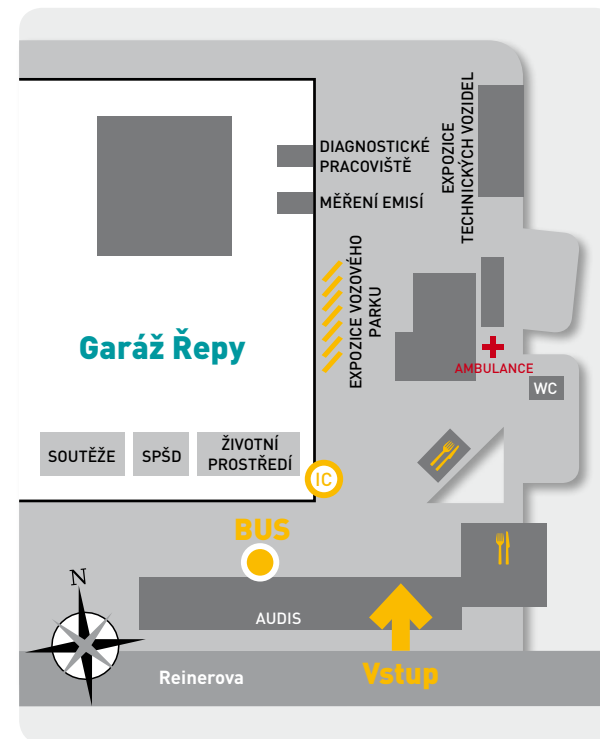 EXPOZICE
TECHNICKÝCH VOZIDEL
DIAGNOSTICKÉ
PRACOVIŠTĚ
MĚŘENÍ EMISÍ
EXPOZICE VOZOVÉHO
PARKU
Garáž Řepy
AMBULANCE
WC
SOUTĚŽE
SPŠD
ŽIVOTNÍ
PROSTŘEDÍ
IC
BUS
N
AUDIS
Reinerova
Vstup